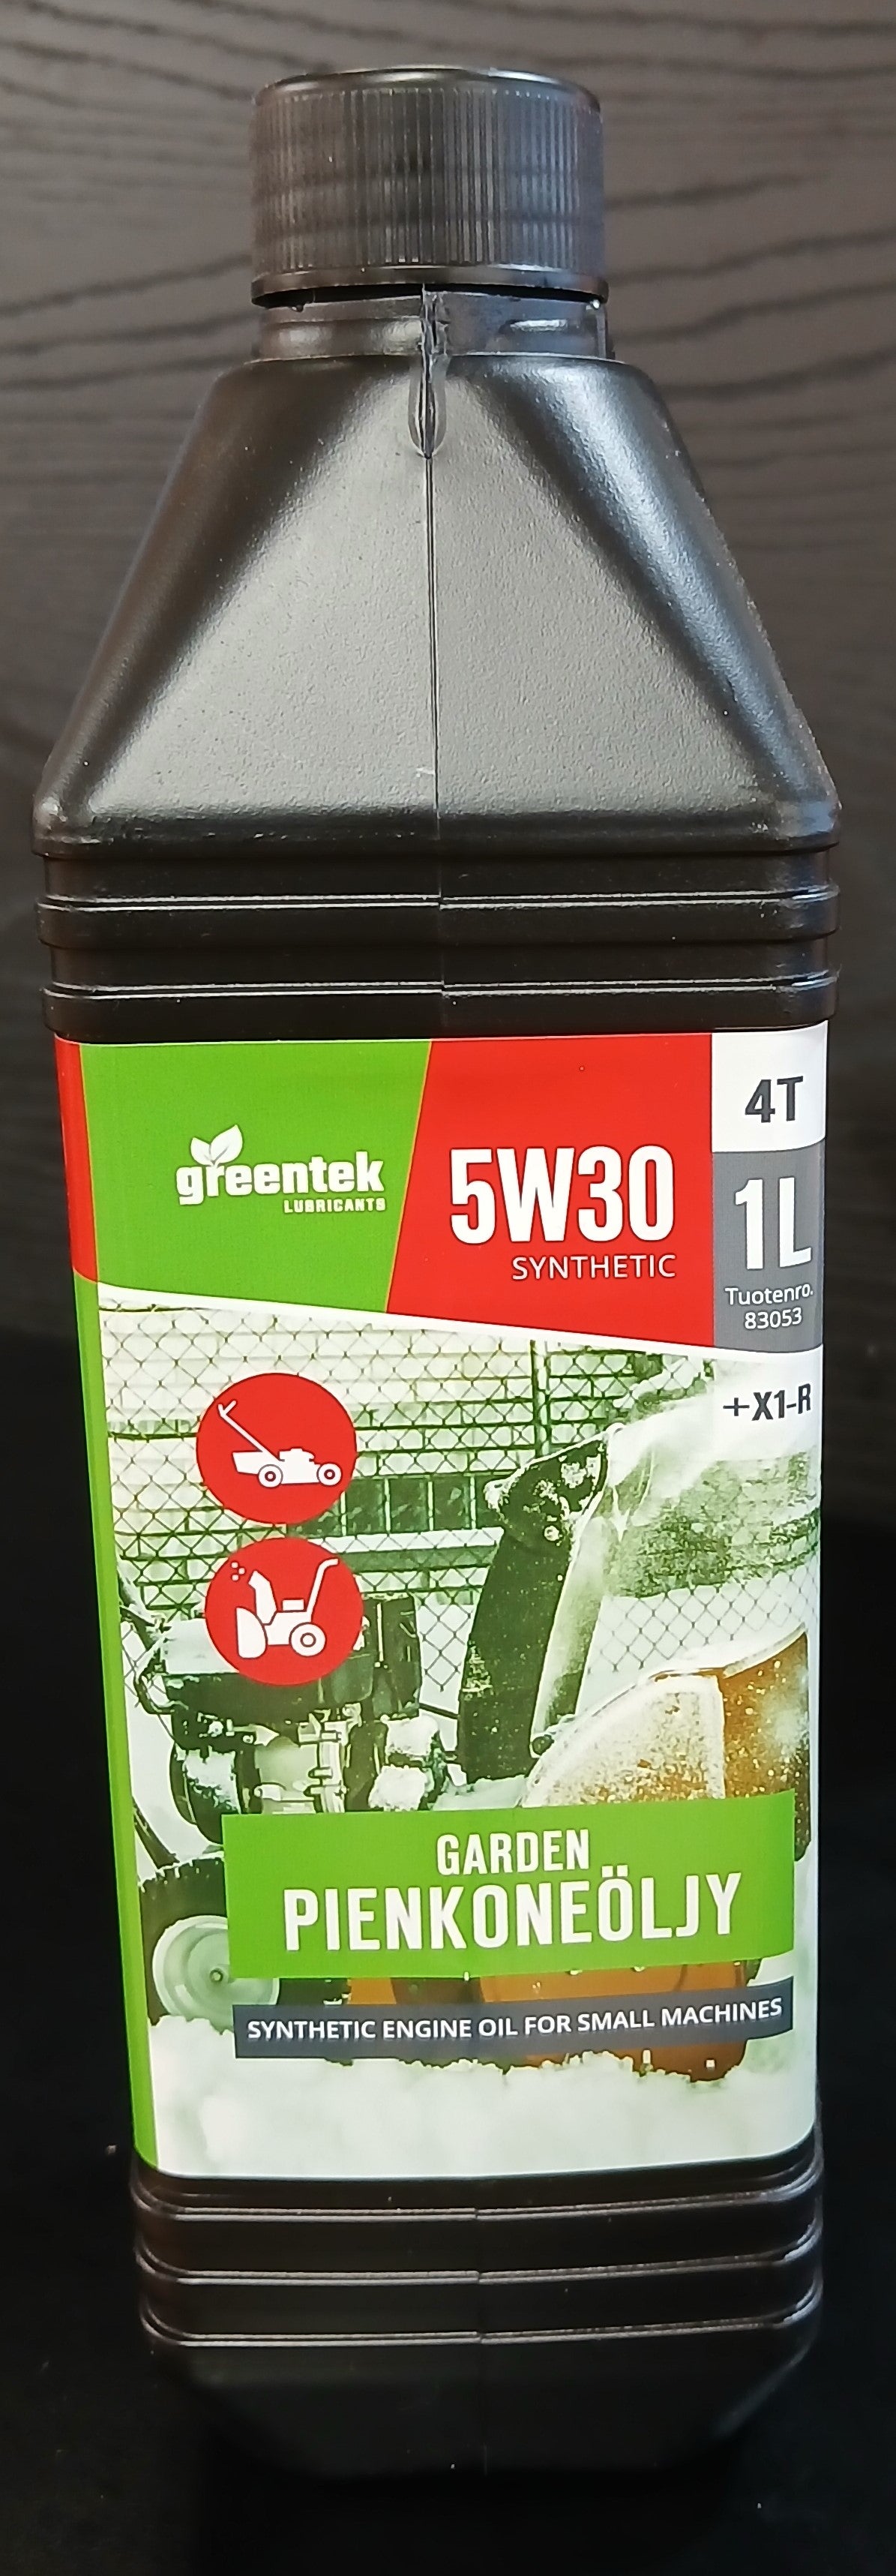 greentek
LUBRICANTS
5W30
SYNTHETIC
4T
1L
Tuotenro.
83053
+X1-R
GARDEN
PIENKONEÖLJY
SYNTHETIC ENGINE OIL FOR SMALL MACHINES